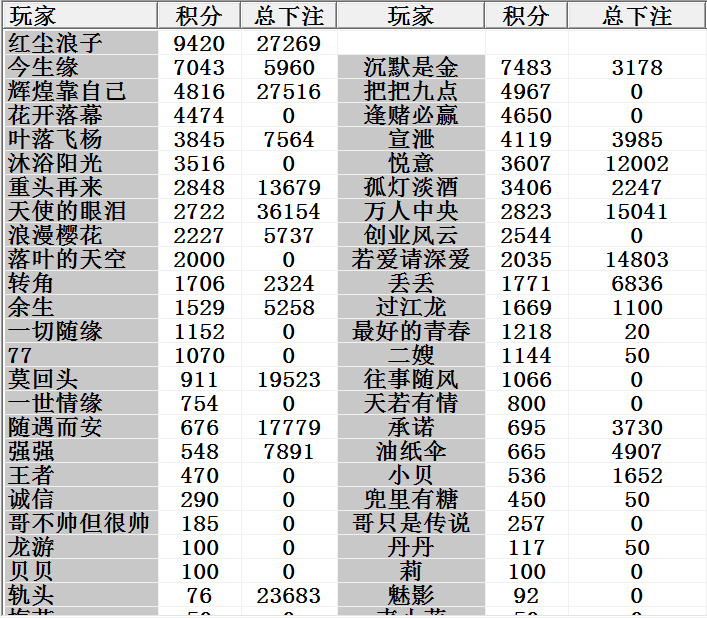 玩家 积分 总下注 玩家 积分 总下注
红尘浪子 9420 27269
今生缘 7043 5960 沉默是金 7483 3178
辉煌靠自己 4816 27516 把把九点 4967 0
花开落幕 4474 0 逢赌必赢 4650 0
叶落飞杨 3845 7564 宣泄 4119 3985
沐浴阳光 3516 0 悦意 3607 12002
重头再来 2848 13679 孤灯淡酒 3406 2247
天使的眼泪 2722 36154 万人中央 2823 15041
浪漫樱花 2227 5737 创业风云 2544 0
落叶的天空 2000 0 若爱请深爱 2035 14803
转角 1706 2324 丢丢 1771 6836
余生 1529 5258 过江龙 1669 1100
一切随缘 1152 0 最好的青春 1218 20
77 1070 0 二嫂 1144 50
莫回头 911 19523 往事随风 1066 0
一世情缘 754 0 天若有情 800 0
随遇而安 676 17779 承诺 695 3730
强强 548 7891 油纸伞 665 4907
王者 470 0 小贝 536 1652
诚信 290 0 兜里有糖 450 50
哥不帅但很帅 185 0 哥只是传说 257 0
龙游 100 0 丹丹 117 50
贝贝 100 0 莉 100 0
轨头 76 23683 魅影 92 0